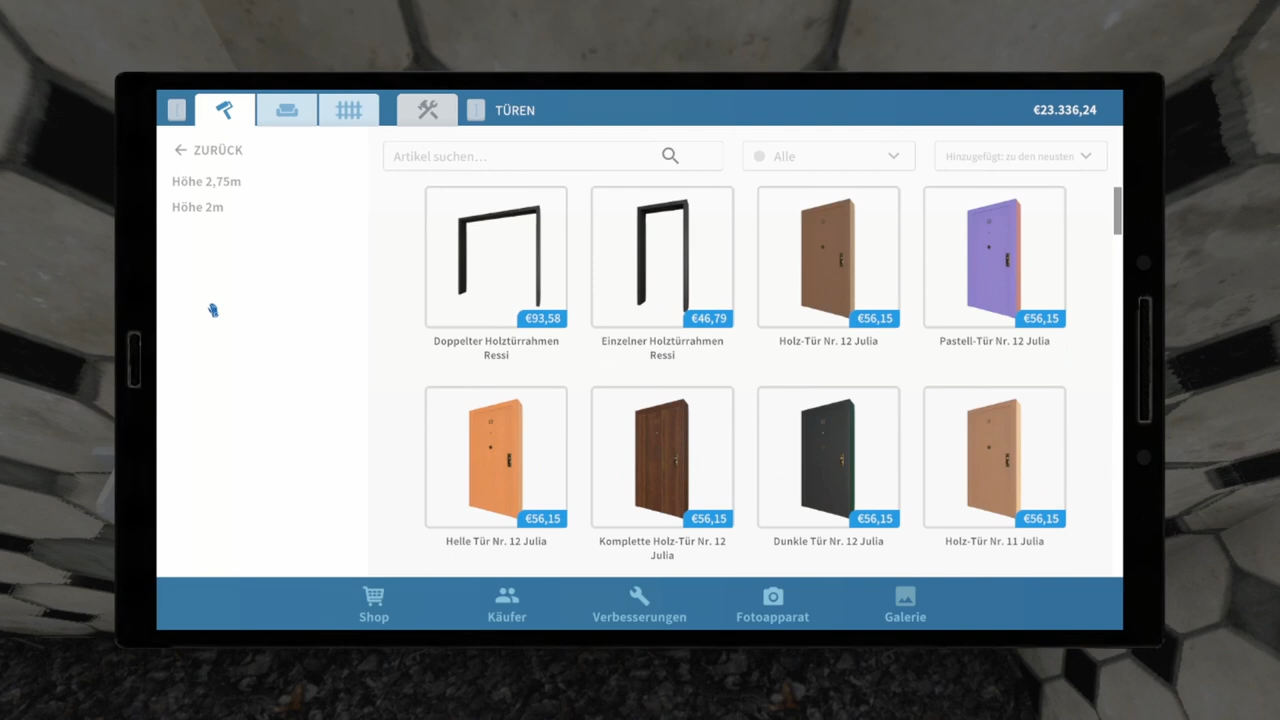 TÜREN
€23.336,24
ZURÜCK
Höhe 2,75m
Höhe 2m
Artikel suchen...
Alle
Hinzugefügt: zu den neusten
€93,58
€46,79
€56,15
€56,15
Doppelter Holztürrahmen
Ressi
Einzelner Holztürrahmen
Ressi
Holz-Tür Nr. 12 Julia
Pastell-Tür Nr. 12 Julia
€56,15
€56,15
€56,15
€56,15
Helle Tür Nr. 12 Julia
Komplette Holz-Tür Nr. 12
Julia
Dunkle Tür Nr. 12 Julia
Holz-Tür Nr. 11 Julia
Shop
Käufer
Verbesserungen
Fotoapparat
Galerie